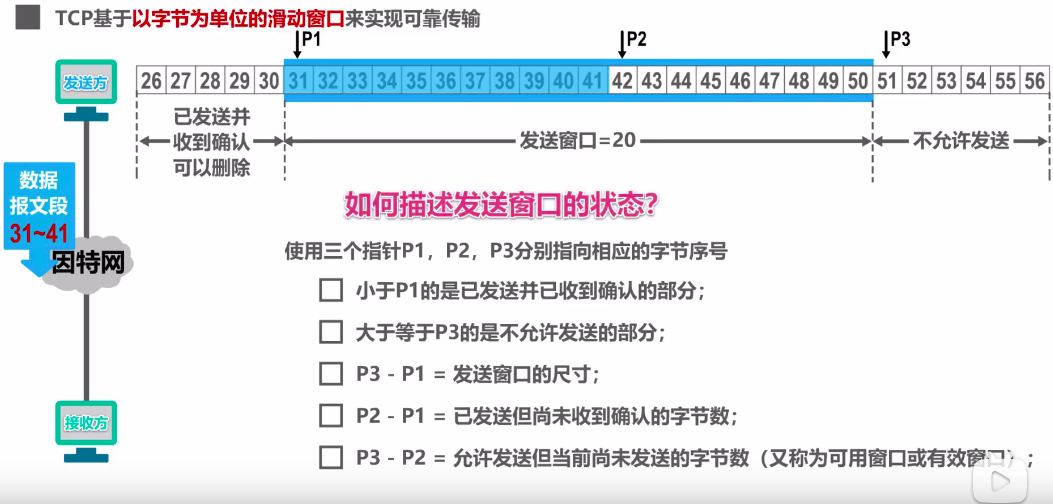 TCP基于以字节为单位的滑动窗口来实现可靠传输
P1 P2 P3
发送方
26 27 28 29 30 31 32 33 34 35 36 37 38 39 40 41 42 43 44 45 46 47 48 49 50 51 52 53 54 55 56
已发送并
收到确认
可以删除
发送窗口=20
不允许发送
数据
报文段
31~41
因特网
如何描述发送窗口的状态?
使用三个指针P1，P2，P3分别指向相应的字节序号
小于P1的是已发送并已收到确认的部分；
大于等于P3的是不允许发送的部分；
P3 - P1 = 发送窗口的尺寸；
P2 - P1 = 已发送但尚未收到确认的字节数；
接收方
P3 - P2 = 允许发送但当前尚未发送的字节数（又称为可用窗口或有效窗口）；